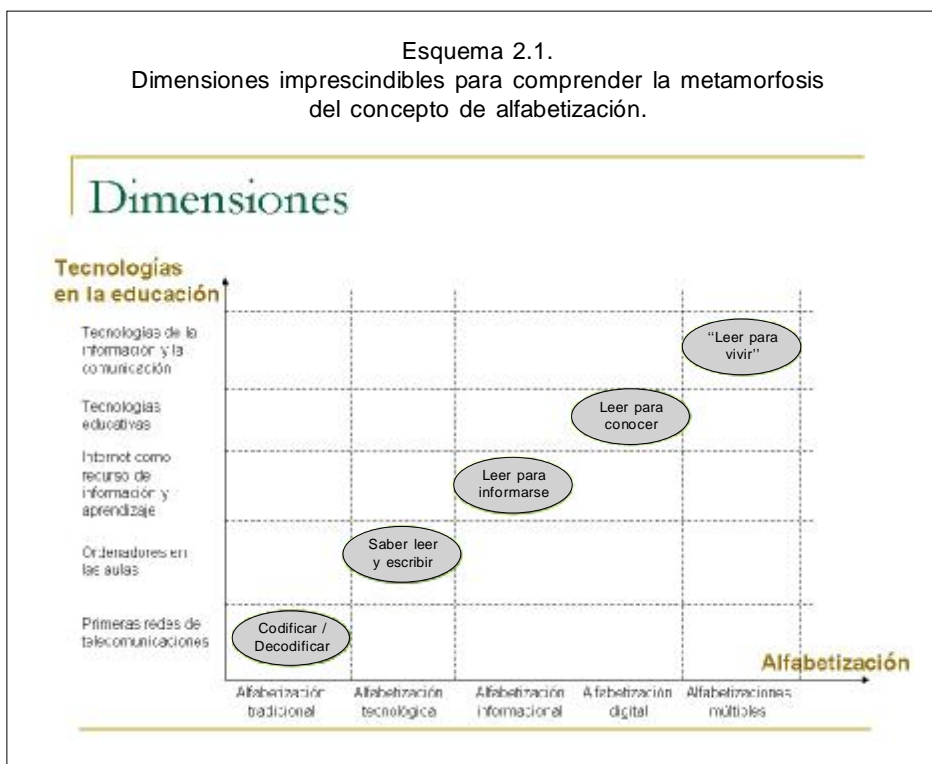 Esquema 2.1.
Dimensiones imprescindibles para comprender la metamorfosis
del concepto de alfabetización.
Dimensiones
Tecnologías
en la educación
Tecnologías de la
información y la
comunicación
"Leer para
vivir"
Tecnologías
educativas
Leer para
conocer
Internet como
recurso de
información y
aprendizaje
Leer para
informarse
Ordenadores en
las aulas
Saber leer
y escribir
Primeras redes de
telecomunicaciones
Codificar /
Decodificar
Alfabetización
Alfabetización
tradicional
Alfabetización
tecnológica
Alfabetización
informacional
Alfabetización
digital
Alfabetizaciones
múltiples